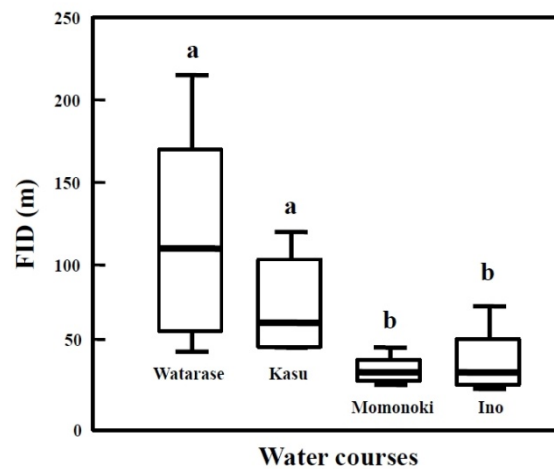 250
200
150
100
50
0
FID (m)
a
a
b
b
Watarase
Kasu
Momonoki
Ino
Water courses